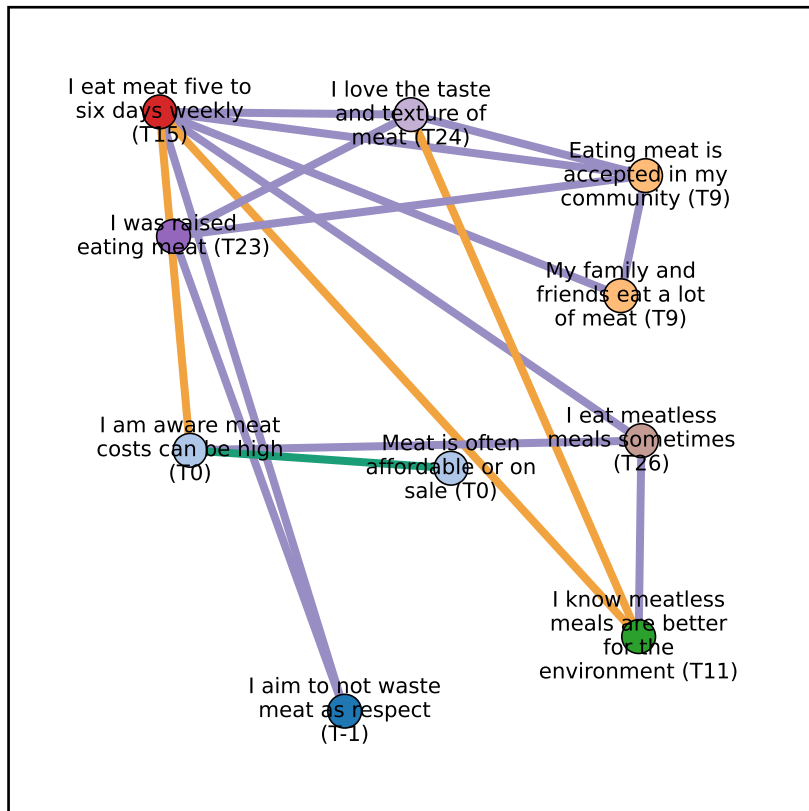 I eat meat five to
six days weekly
(T15)
I love the taste
and texture of
meat (T24)
Eating meat is
accepted in my
community (T9)
I was raised
eating meat (T23)
My family and
friends eat a lot
of meat (T9)
I am aware meat
costs can be high
(T0)
Meat is often
affordable or on
sale (T0)
I eat meatless
meals sometimes
(T26)
I know meatless
meals are better
for the
environment (T11)
I aim to not waste
meat as respect
(T-1)